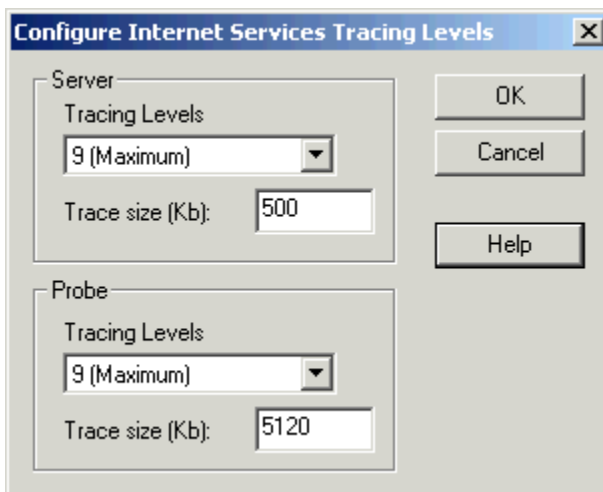 Configure Internet Services Tracing Levels
Server
Tracing Levels
9 (Maximum)
Trace size (Kb): 500
OK
Cancel
Help
Probe
Tracing Levels
9 (Maximum)
Trace size (Kb): 5120